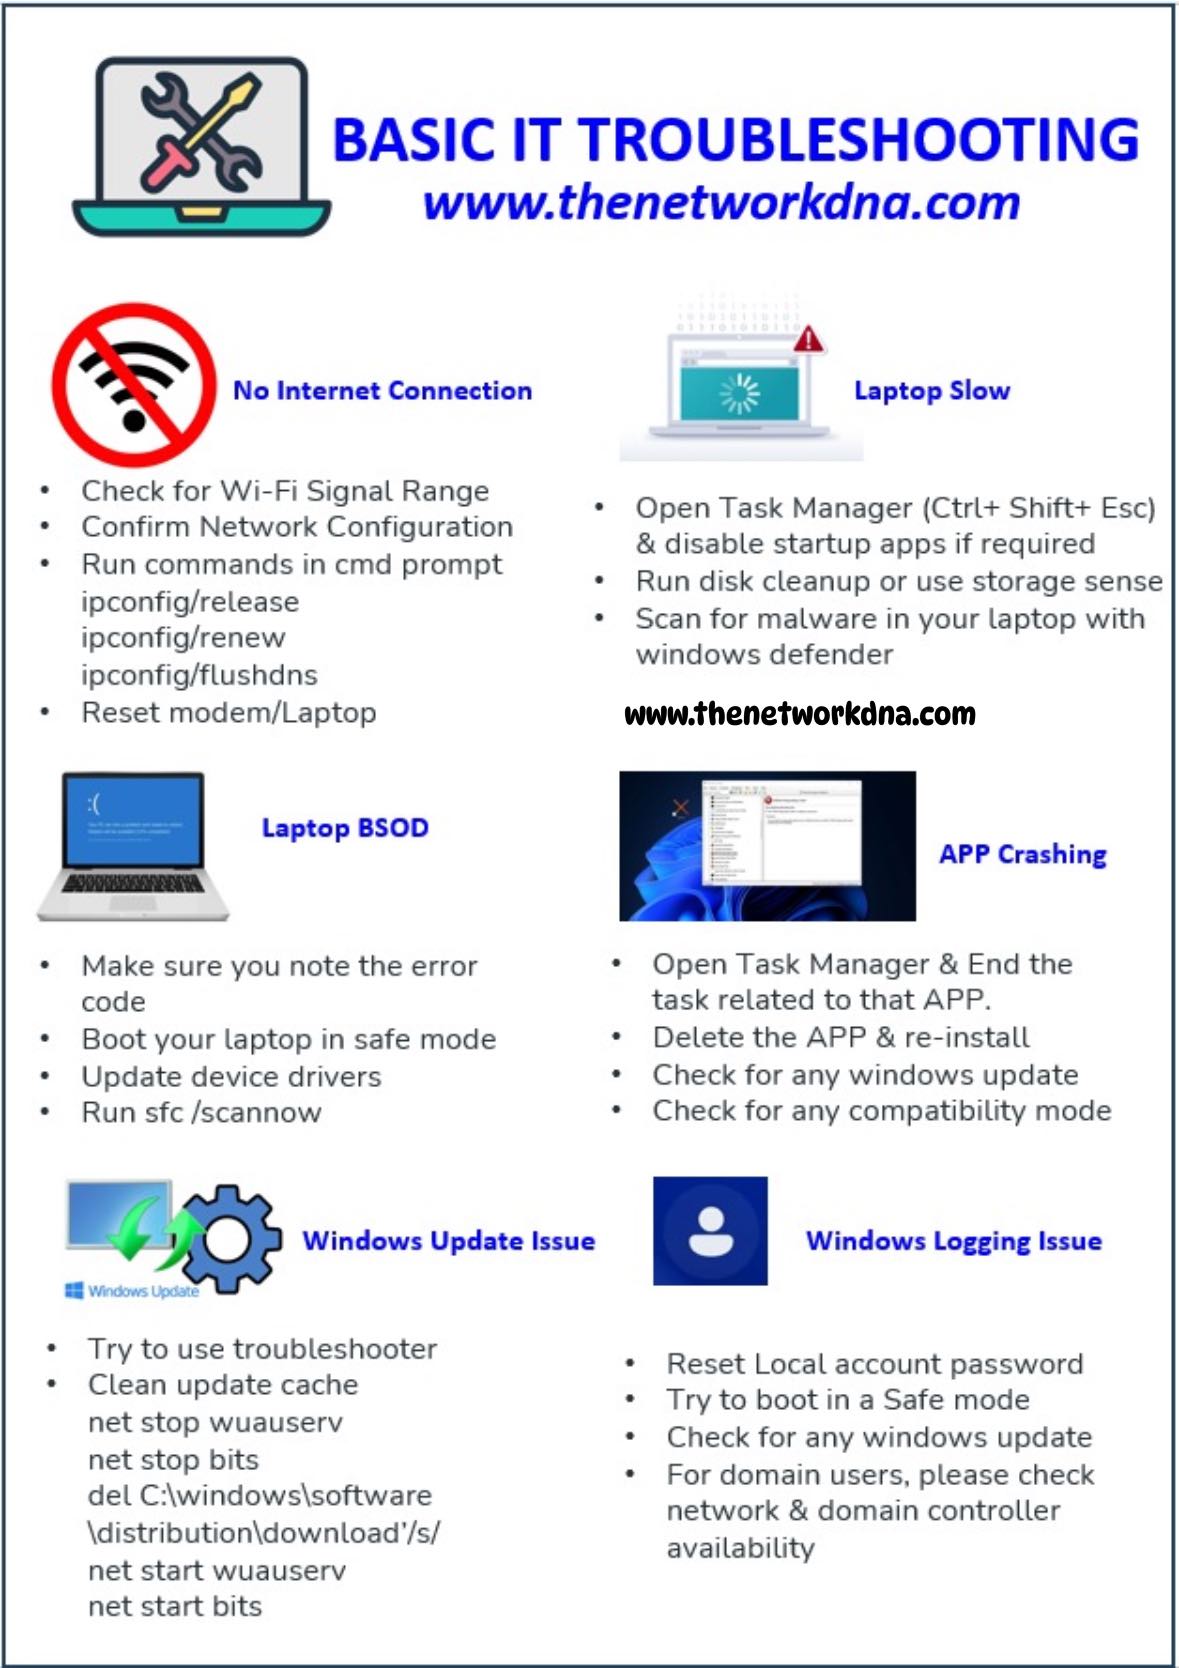 BASIC IT TROUBLESHOOTING
www.thenetworkdna.com
No Internet Connection
• Check for Wi-Fi Signal Range
• Confirm Network Configuration
• Run commands in cmd prompt
ipconfig/release
ipconfig/renew
ipconfig/flushdns
• Reset modem/Laptop
Laptop Slow
• Open Task Manager (Ctrl+ Shift+ Esc)
& disable startup apps if required
• Run disk cleanup or use storage sense
• Scan for malware in your laptop with
windows defender
www.thenetworkdna.com
:(
Laptop BSOD
• Make sure you note the error
code
• Boot your laptop in safe mode
• Update device drivers
• Run sfc /scannow
APP Crashing
• Open Task Manager & End the
task related to that APP.
• Delete the APP & re-install
• Check for any windows update
• Check for any compatibility mode
Windows Update
Windows Update Issue
• Try to use troubleshooter
• Clean update cache
net stop wuauserv
net stop bits
del C:\windows\software
\distribution\download'/s/
net start wuauserv
net start bits
Windows Logging Issue
• Reset Local account password
• Try to boot in a Safe mode
• Check for any windows update
• For domain users, please check
network & domain controller
availability